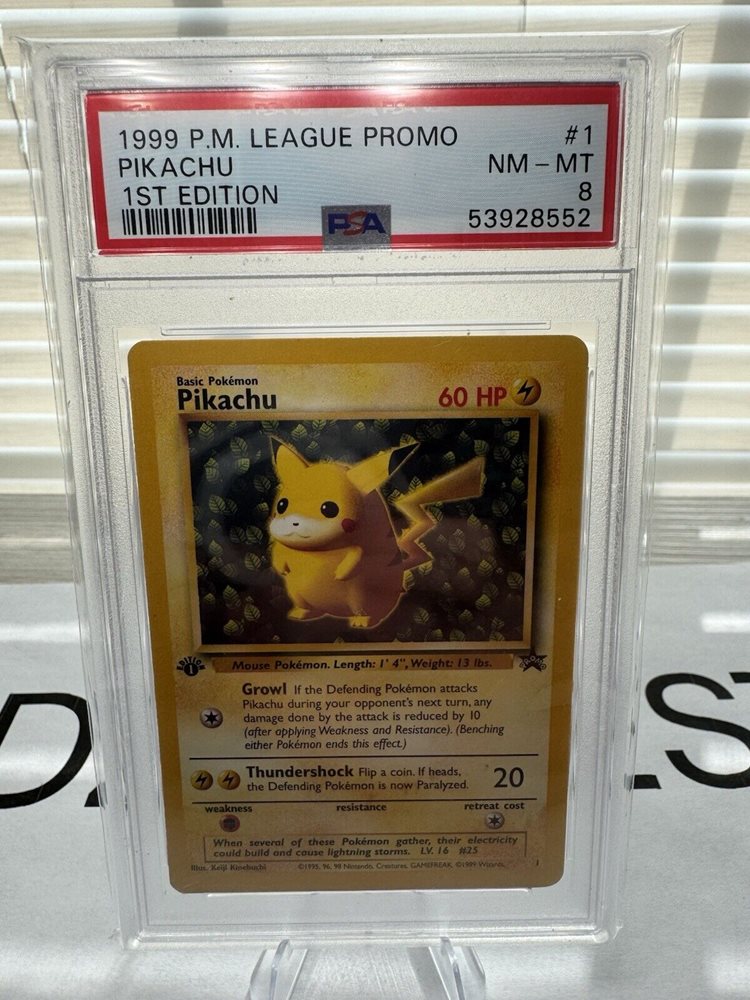 1999 P.M. LEAGUE PROMO #1
PIKACHU NM - MT
1ST EDITION 8
PSA 53928552
Basic Pokémon
Pikachu 60 HP
EDITION
1
Mouse Pokémon. Length: 1' 4", Weight: 13 lbs.
PROMO
Growl If the Defending Pokémon attacks
Pikachu during your opponent's next turn, any
damage done by the attack is reduced by 10
(after applying Weakness and Resistance). (Benching
either Pokémon ends this effect.)
Thundershock Flip a coin. If heads, 20
the Defending Pokémon is now Paralyzed.
weakness resistance retreat cost
When several of these Pokémon gather, their electricity
could build and cause lightning storms. LV. 16 #25
Illus. Keiji Kinebuchi ©1995, 96, 98 Nintendo, Creatures, GAMEFREAK. ©1999 Wizards. 1